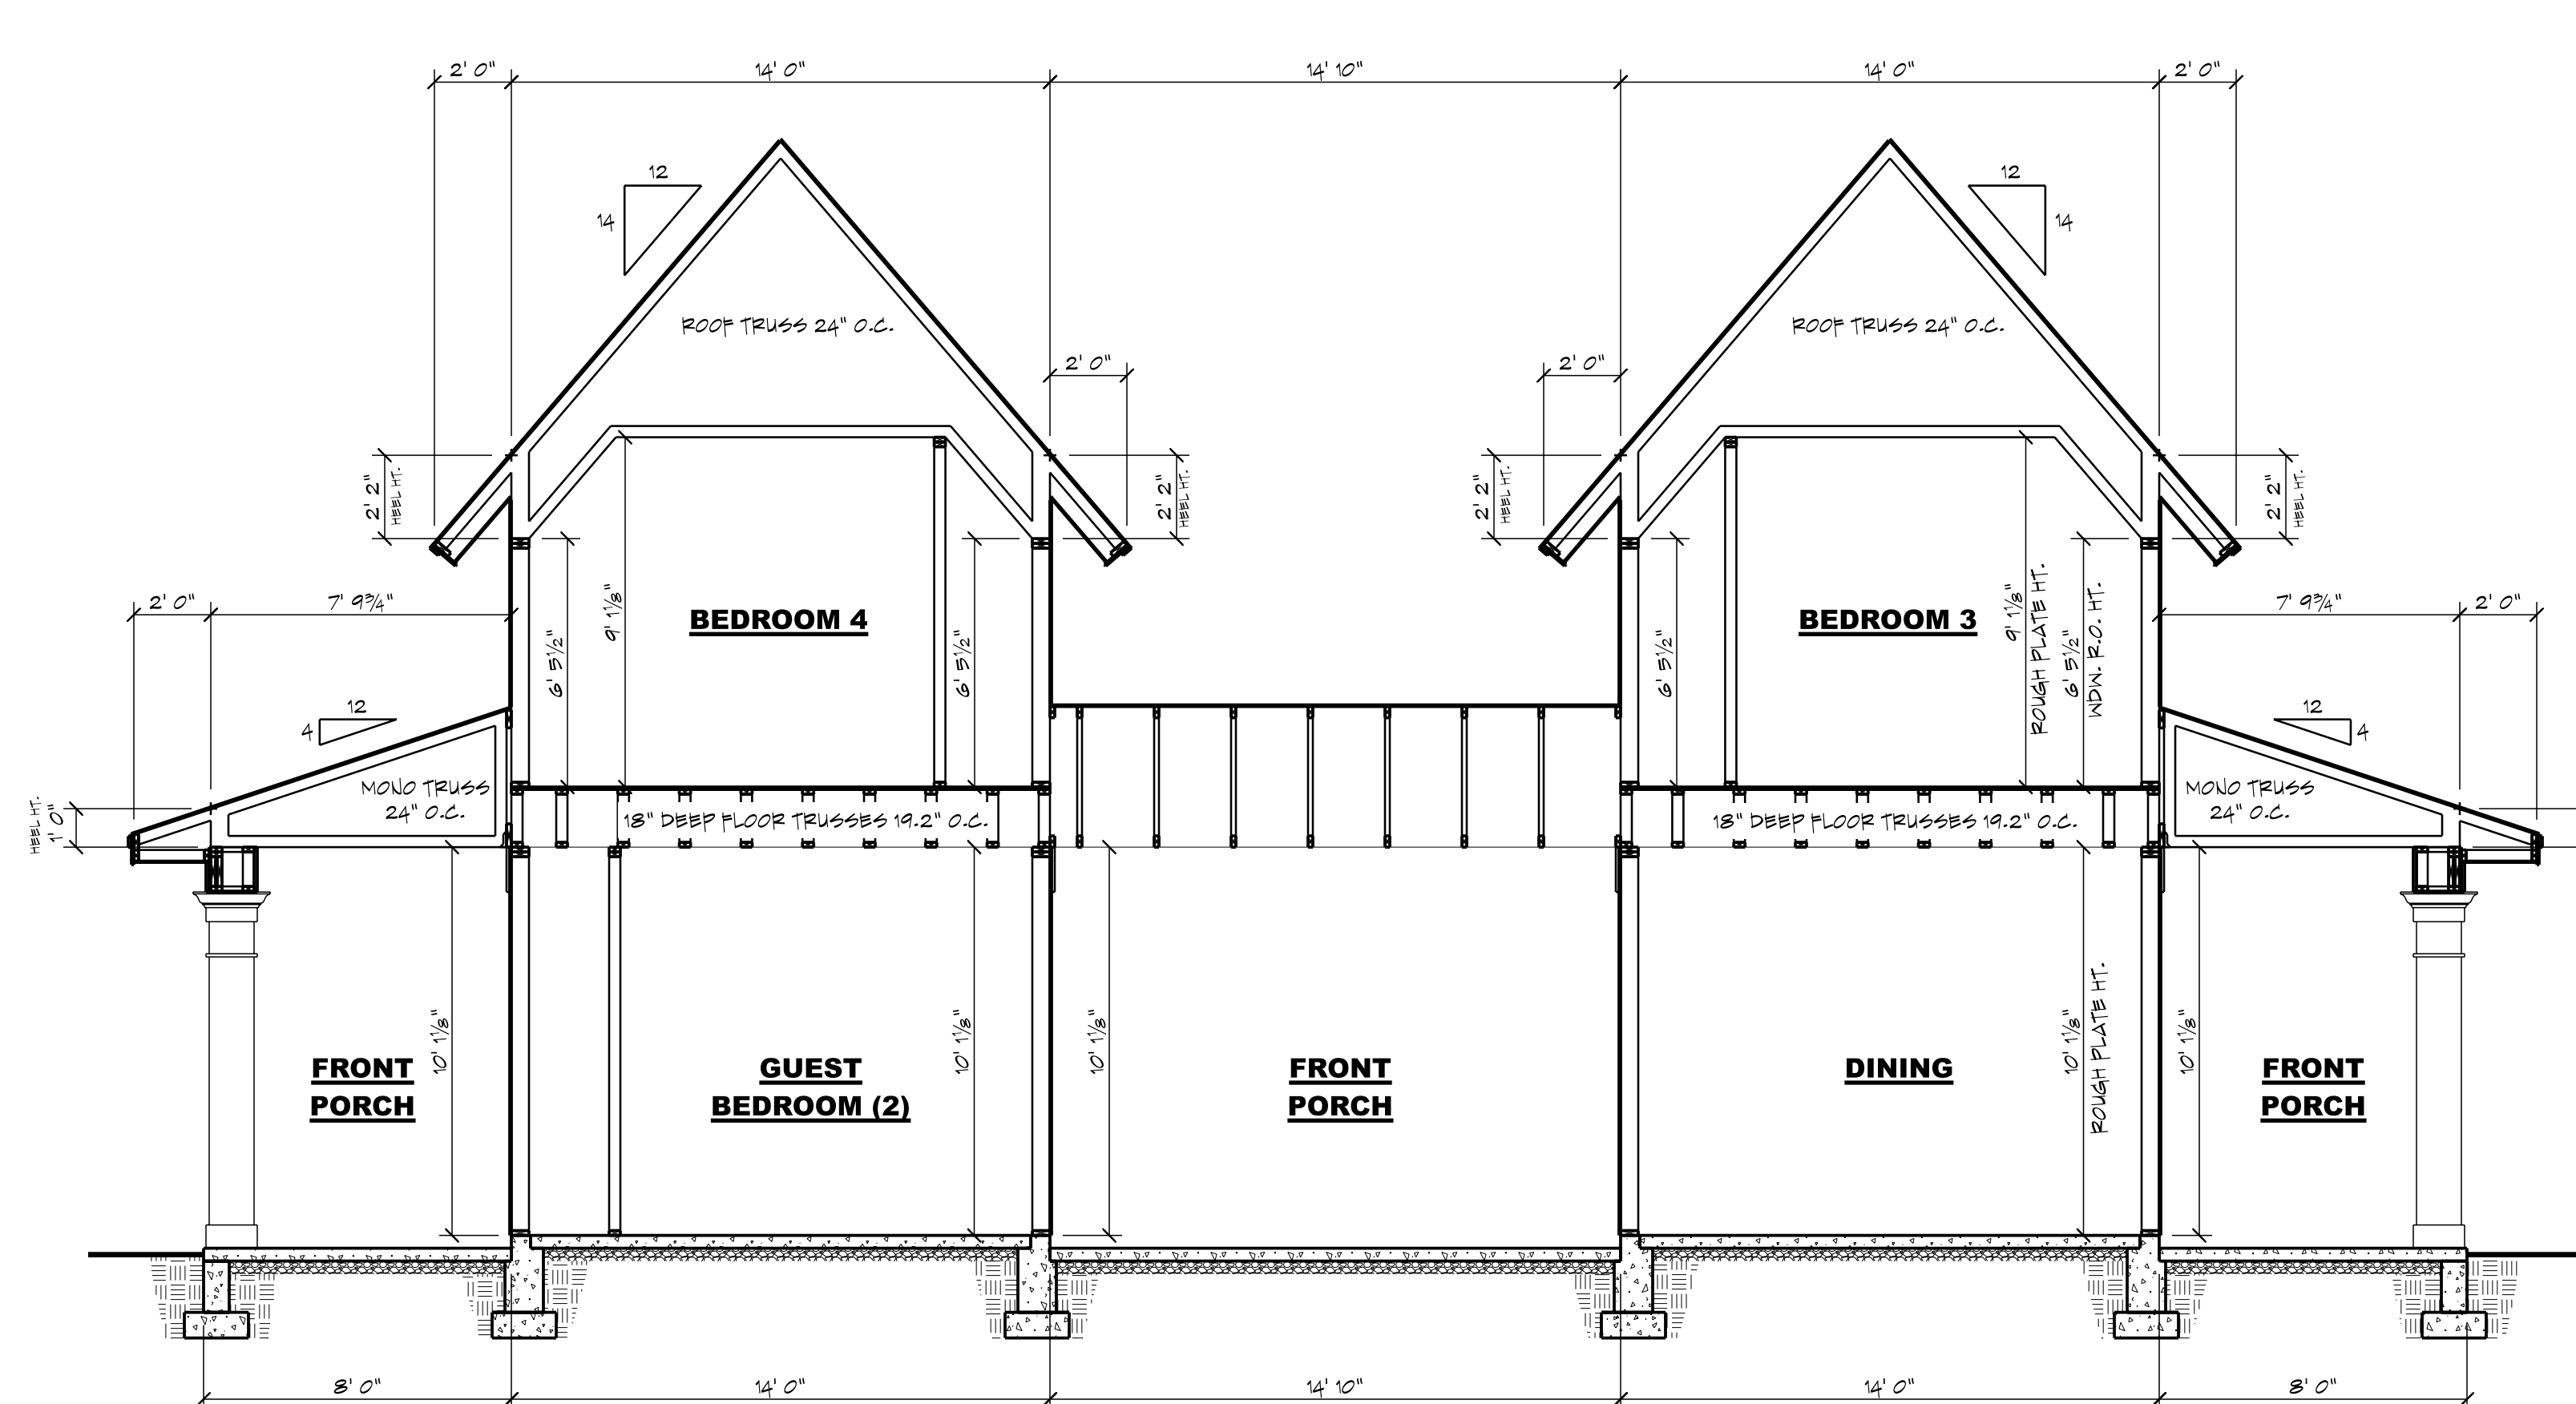 2' 0" 14' 0" 14' 10" 14' 0" 2' 0"
12 12
14 14
ROOF TRUSS 24" O.C. ROOF TRUSS 24" O.C.
2' 0" 2' 0"
2' 2" HEEL HT. 2' 2" HEEL HT. 2' 2" HEEL HT. 2' 2" HEEL HT.
2' 0" 7' 9¾" 7' 9¾" 2' 0"
BEDROOM 4 BEDROOM 3
6' 5½" 9' 1⅛" 6' 5½" 6' 5½" 9' 1⅛" ROUGH PLATE HT. 6' 5½" WDW. R.O. HT.
12 12
4 4
MONO TRUSS MONO TRUSS
24" O.C. 24" O.C.
HEEL HT. 1' 0"
18" DEEP FLOOR TRUSSES 19.2" O.C. 18" DEEP FLOOR TRUSSES 19.2" O.C.
10' 1⅛" 10' 1⅛" 10' 1⅛" 10' 1⅛" ROUGH PLATE HT. 10' 1⅛"
FRONT GUEST FRONT DINING FRONT
PORCH BEDROOM (2) PORCH PORCH
8' 0" 14' 0" 14' 10" 14' 0" 8' 0"